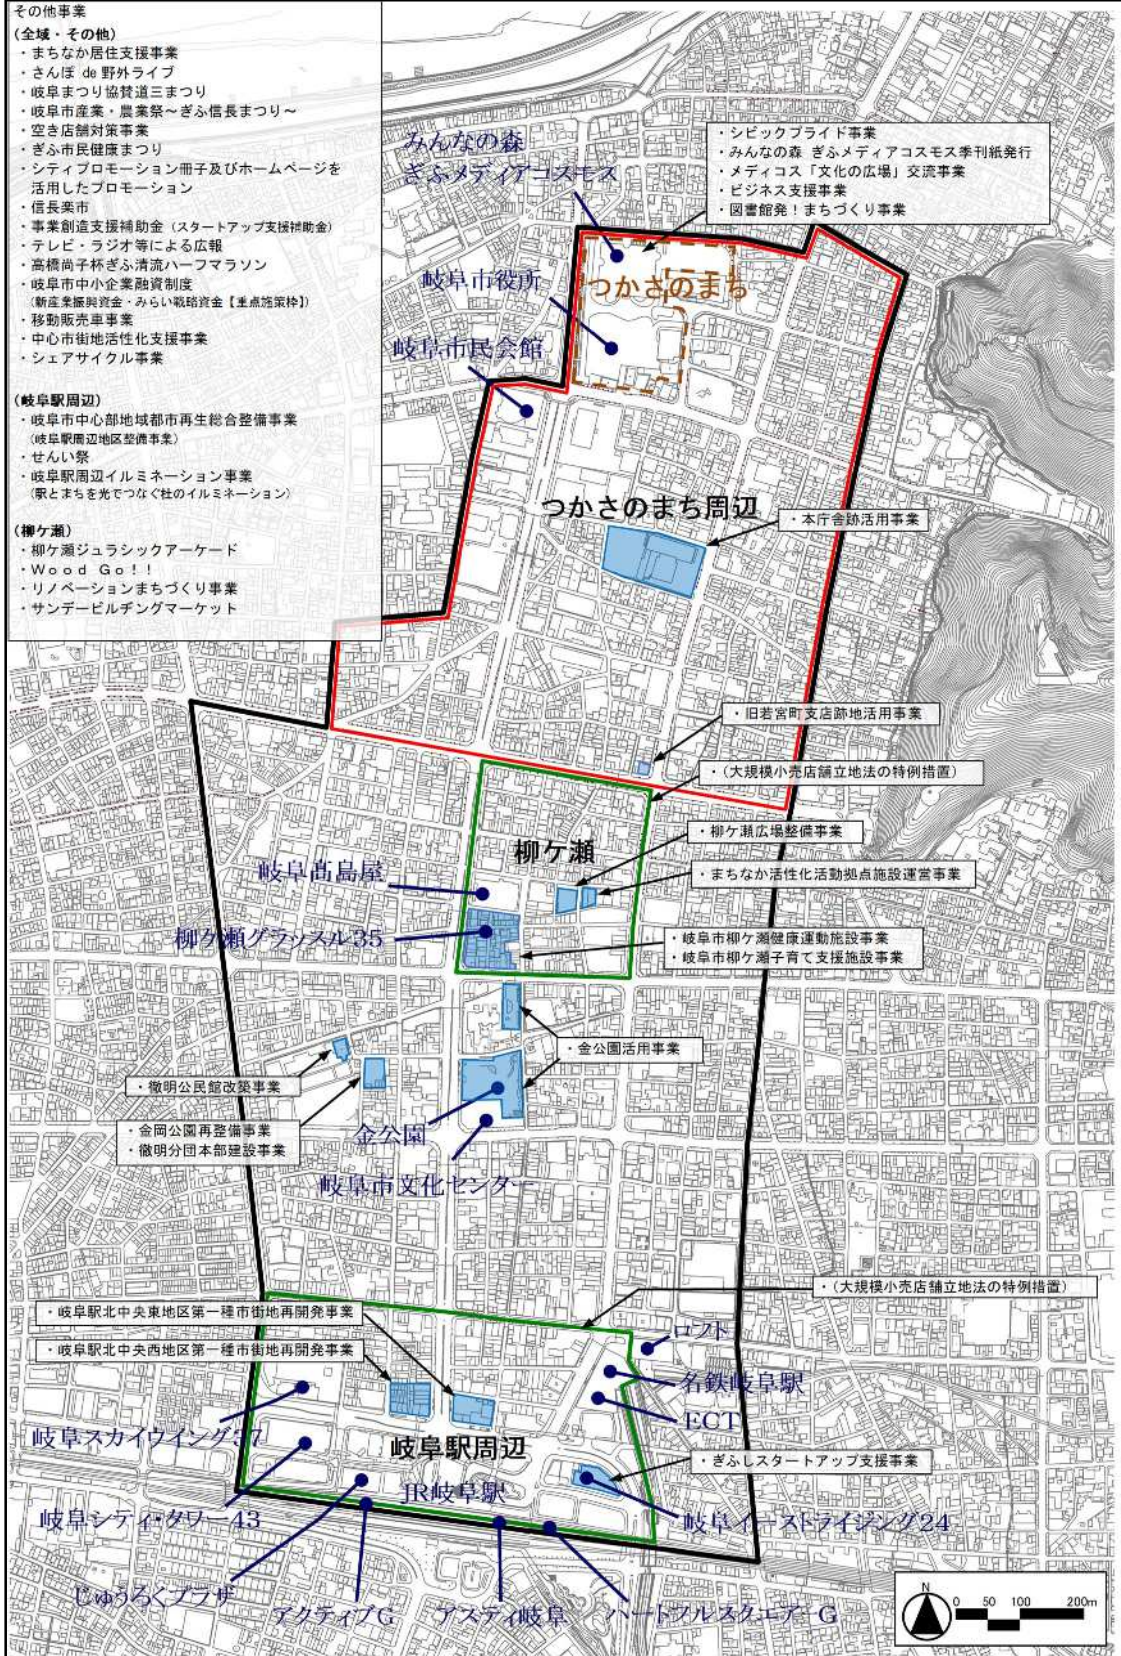 その他事業
(全域・その他)
・まちなか居住支援事業
・さんぽ de 野外ライブ
・岐阜まつり協賛道三まつり
・岐阜市産業・農業祭～ぎふ信長まつり～
・空き店舗対策事業
・ぎふ市民健康まつり
・シティプロモーション冊子及びホームページを
活用したプロモーション
・信長楽市
・事業創造支援補助金（スタートアップ支援補助金）
・テレビ・ラジオ等による広報
・高橋尚子杯ぎふ清流ハーフマラソン
・岐阜市中小企業融資制度
（新産業振興資金・みらい戦略資金【重点施策枠】）
・移動販売車事業
・中心市街地活性化支援事業
・シェアサイクル事業
(岐阜駅周辺)
・岐阜市中心部地域都市再生総合整備事業
（岐阜駅周辺地区整備事業）
・せんい祭
・岐阜駅周辺イルミネーション事業
（駅とまちを光でつなぐ杜のイルミネーション）
(柳ケ瀬)
・柳ケ瀬ジュラシックアーケード
・Ｗｏｏｄ Ｇｏ！！
・リノベーションまちづくり事業
・サンデービルヂングマーケット
みんなの森
ぎふメディアコスモス
・シビックプライド事業
・みんなの森 ぎふメディアコスモス季刊紙発行
・メディコス「文化の広場」交流事業
・ビジネス支援事業
・図書館発！まちづくり事業
岐阜市役所
つかさのまち
岐阜市民会館
つかさのまち周辺
・本庁舎跡活用事業
・旧若宮町支店跡地活用事業
・（大規模小売店舗立地法の特例措置）
・柳ケ瀬広場整備事業
柳ケ瀬
・まちなか活性化活動拠点施設運営事業
岐阜髙島屋
柳ケ瀬グラッスル35
・岐阜市柳ケ瀬健康運動施設事業
・岐阜市柳ケ瀬子育て支援施設事業
・金公園活用事業
・徹明公民館改築事業
・金岡公園再整備事業
・徹明分団本部建設事業
金公園
岐阜市文化センター
・（大規模小売店舗立地法の特例措置）
・岐阜駅北中央東地区第一種市街地再開発事業
・岐阜駅北中央西地区第一種市街地再開発事業
ロフト
名鉄岐阜駅
ECT
岐阜スカイウイング37
岐阜駅周辺
・ぎふしスタートアップ支援事業
JR岐阜駅
岐阜シティ・タワー43
岐阜イーストライジング24
じゅうろくプラザ
アクティブG
アスティ岐阜
ハートフルスクエアーG
N
0 50 100 200m